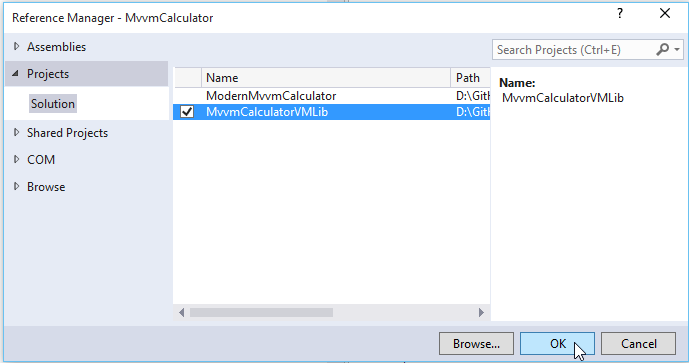 Reference Manager - MvvmCalculator
?
Assemblies
Projects
Solution
Shared Projects
COM
Browse
Name Path
ModernMvvmCalculator D:\Gith
MvvmCalculatorVMLib D:\Gith
Search Projects (Ctrl+E)
Name:
MvvmCalculatorVMLib
Browse... OK Cancel